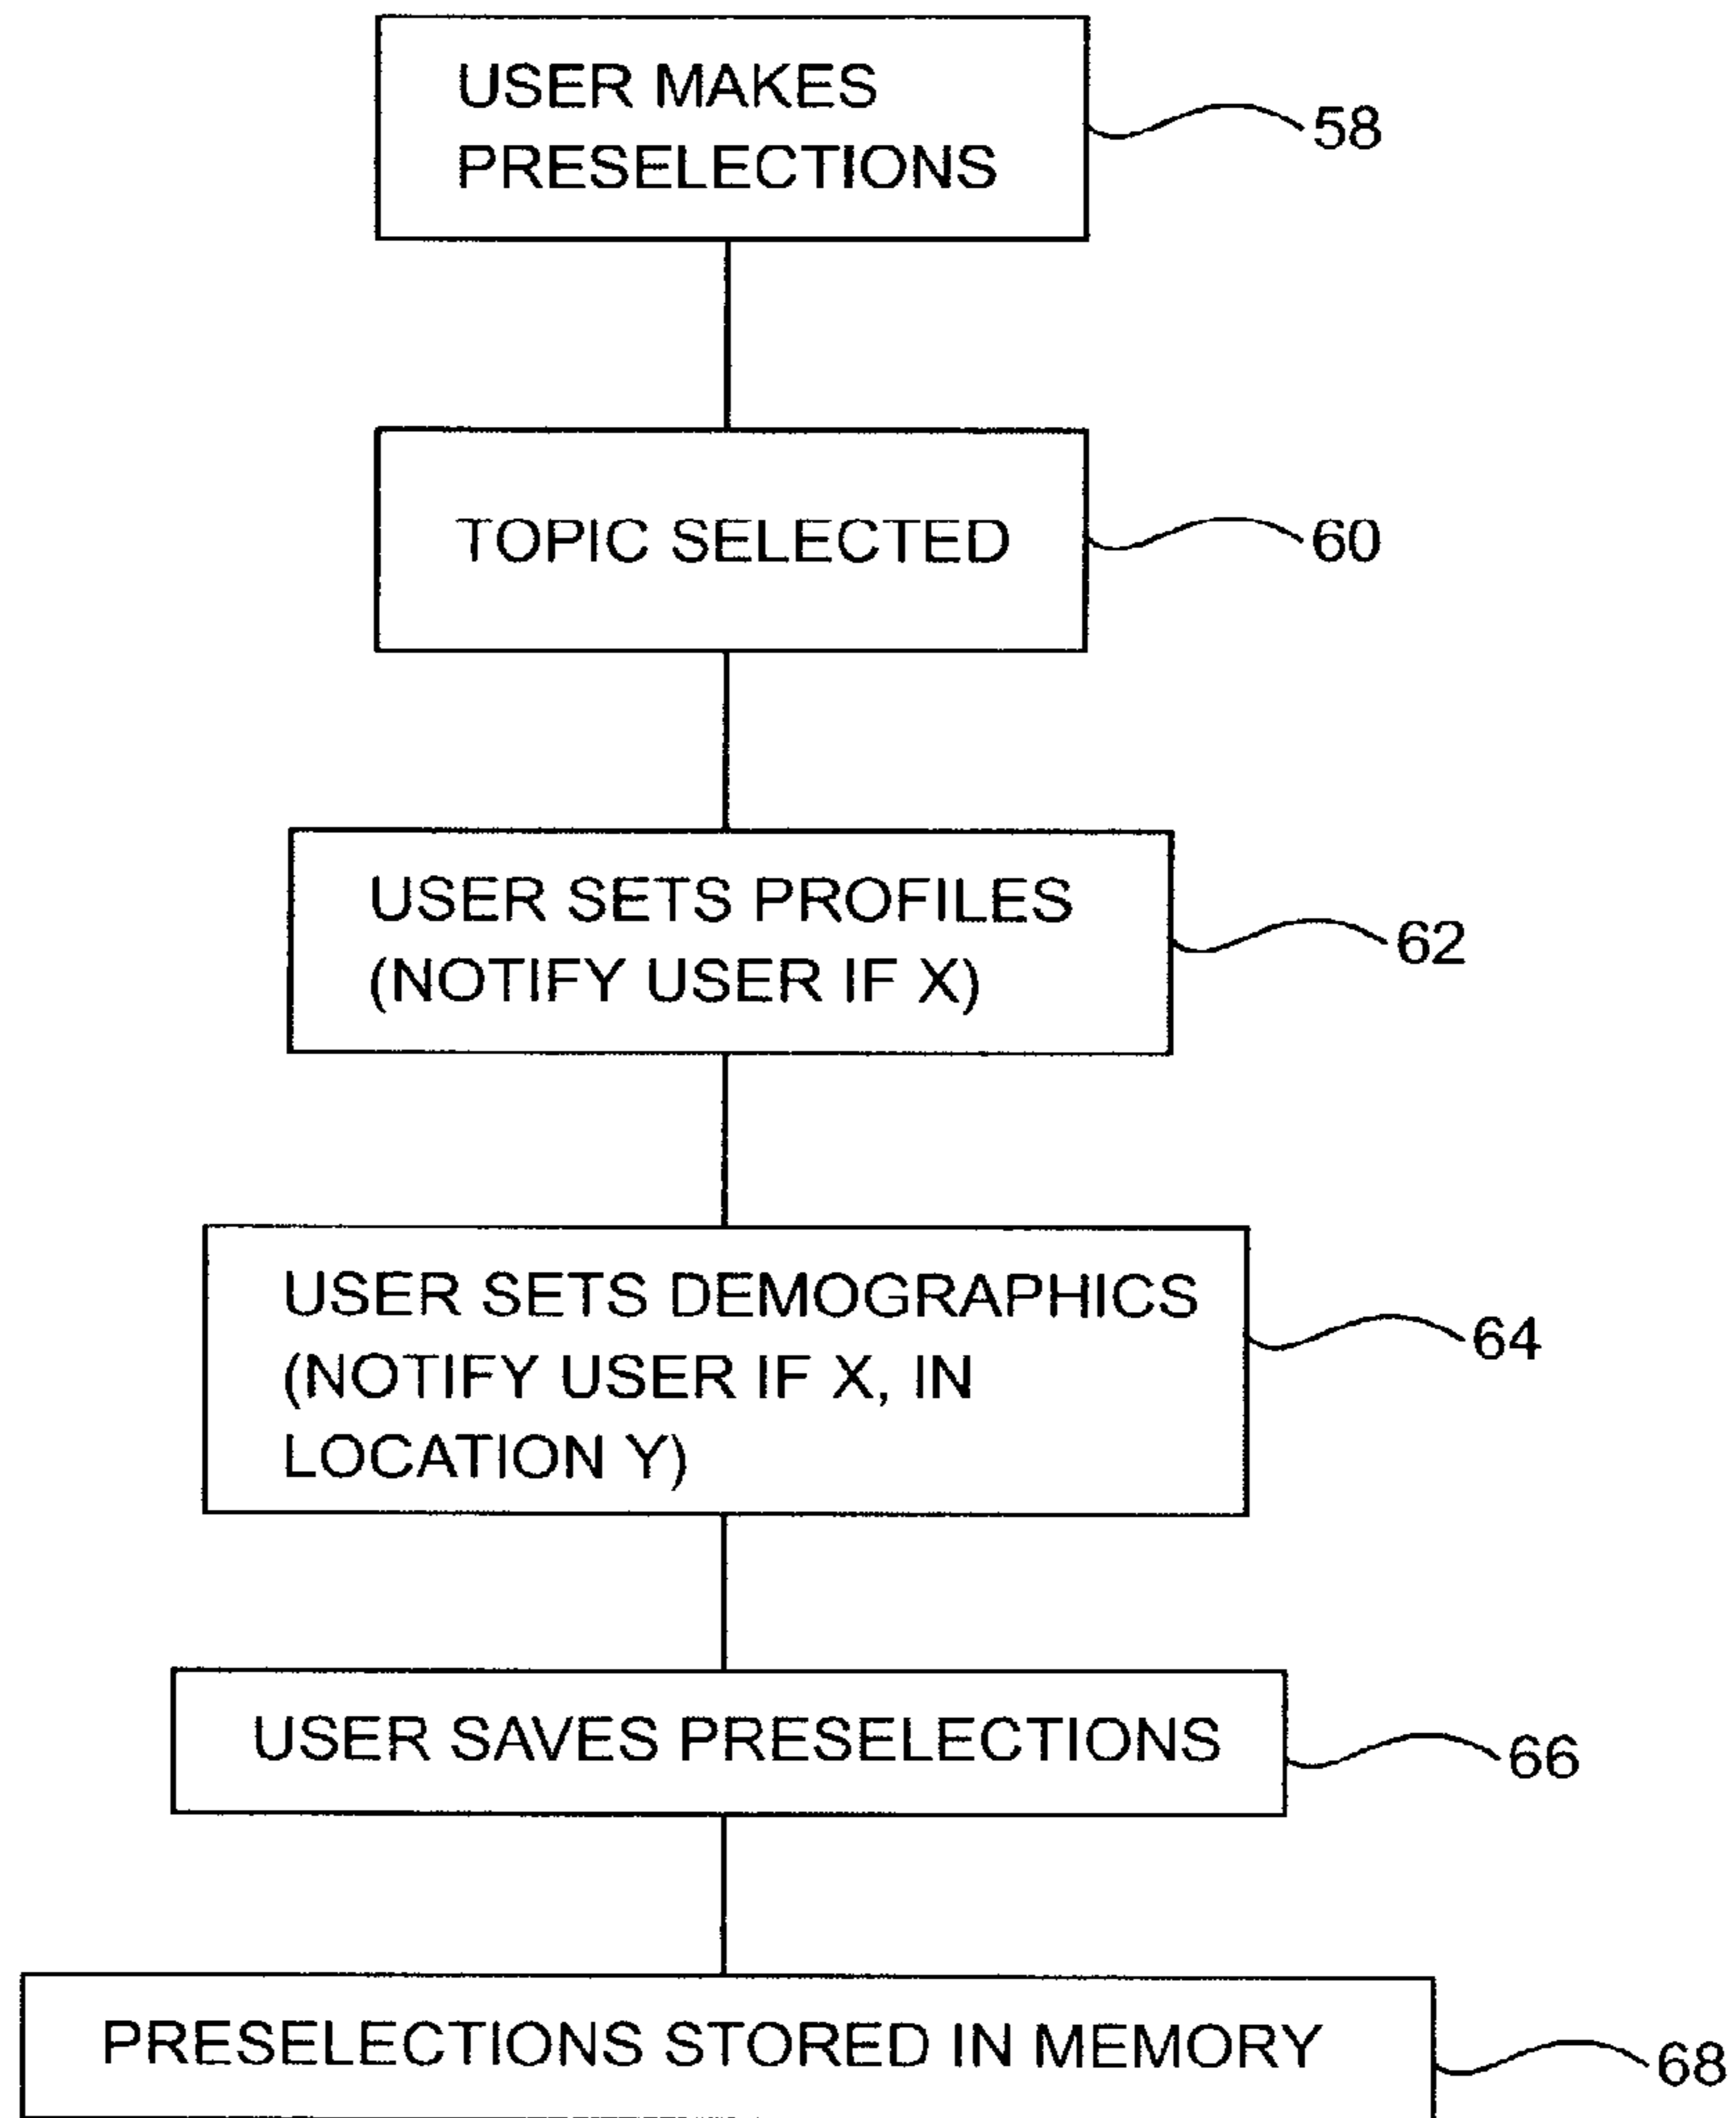 USER MAKES
PRESELECTIONS
58
TOPIC SELECTED
60
USER SETS PROFILES
(NOTIFY USER IF X)
62
USER SETS DEMOGRAPHICS
(NOTIFY USER IF X, IN
LOCATION Y)
64
USER SAVES PRESELECTIONS
66
PRESELECTIONS STORED IN MEMORY
68